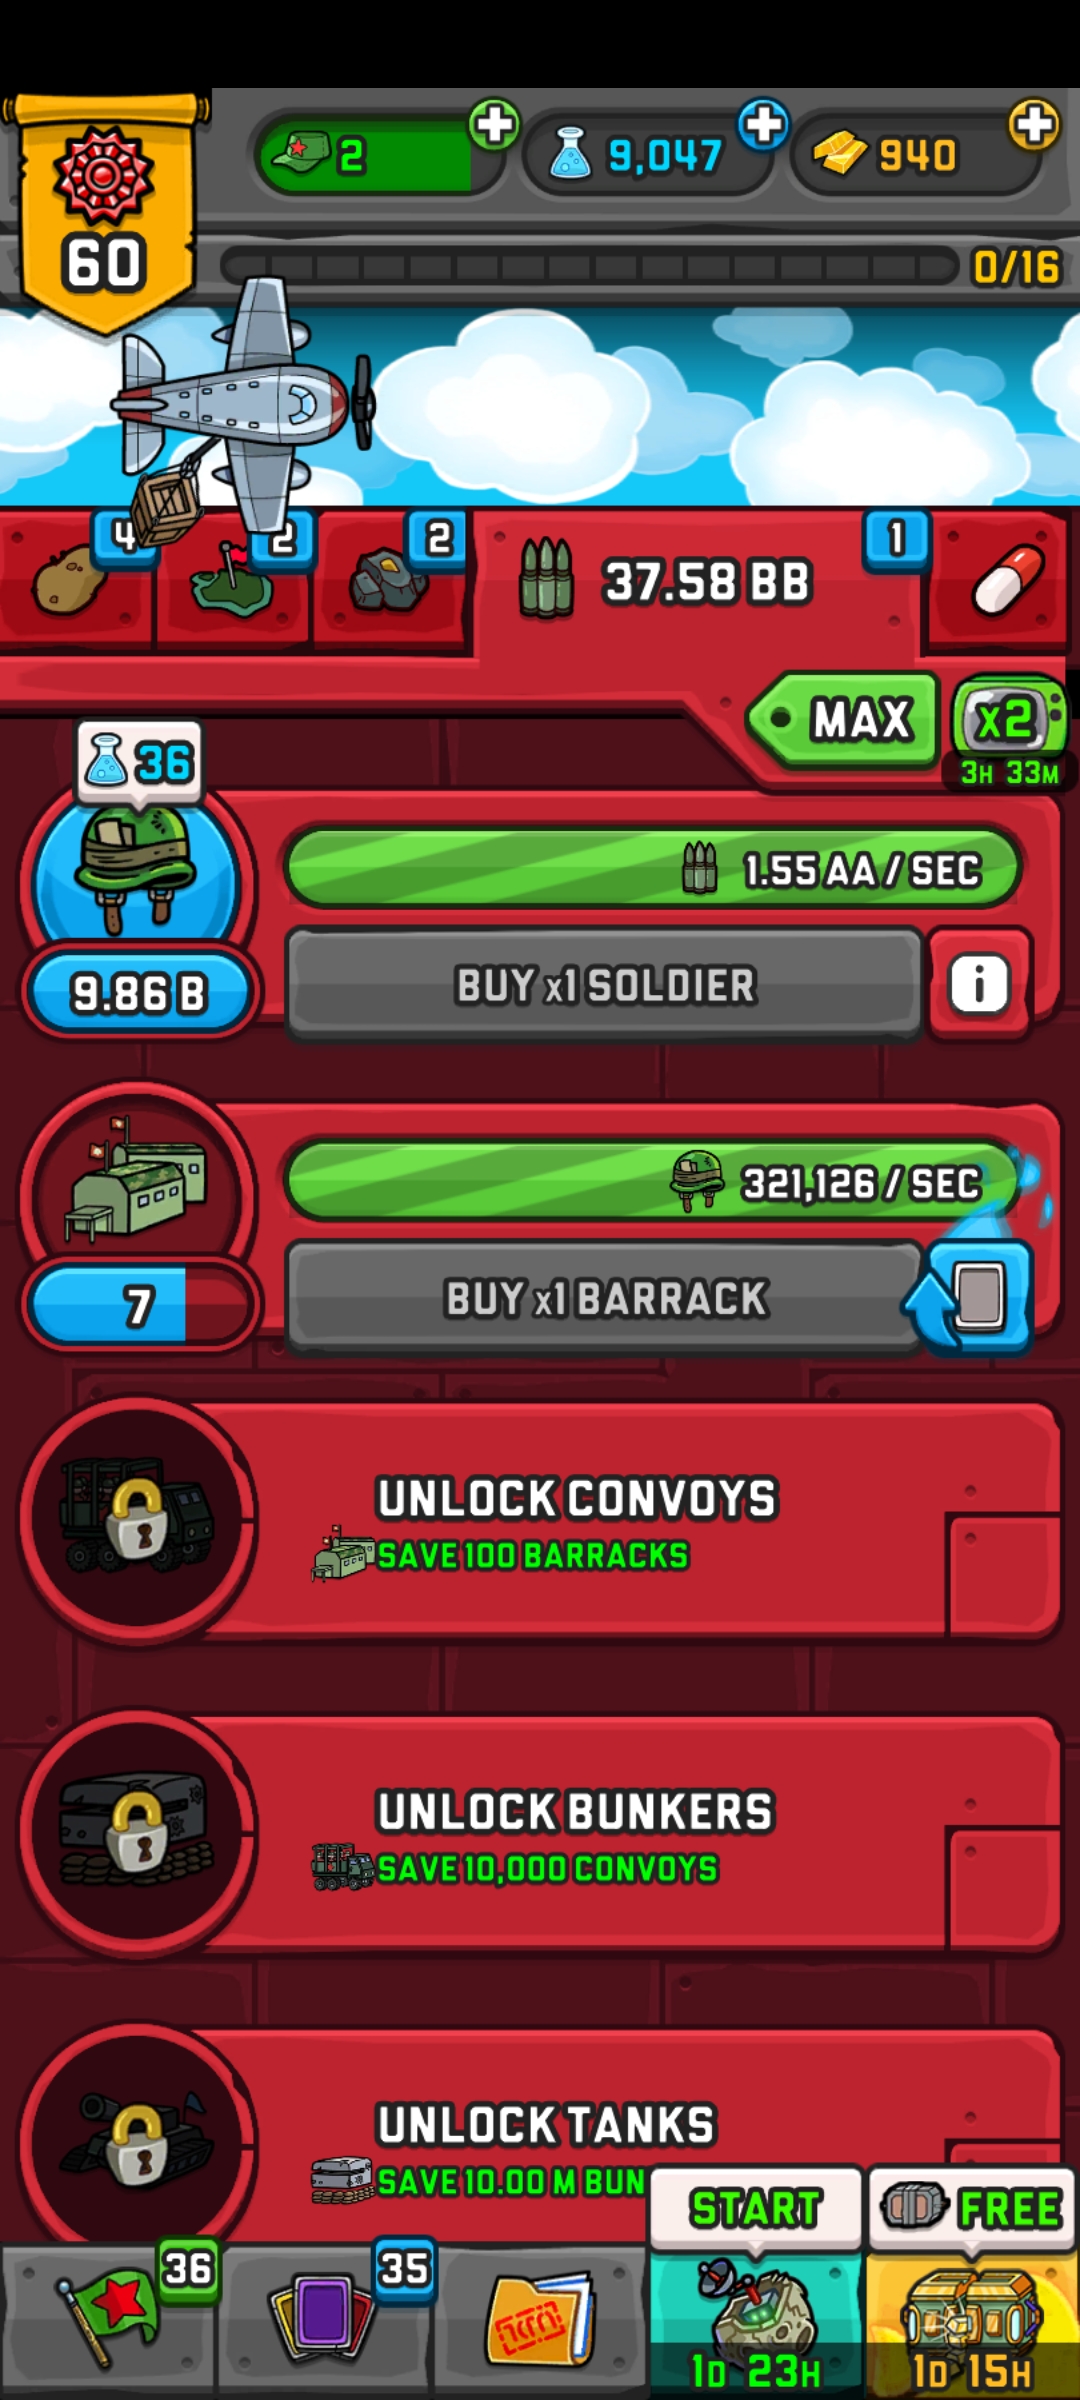 2
9,047
940
60
0/16
4
2
2
37.58 BB
1
MAX
x2
3H 33M
36
1.55 AA / SEC
9.86 B
BUY x1 SOLDIER
i
321,126 / SEC
7
BUY x1 BARRACK
UNLOCK CONVOYS
SAVE 100 BARRACKS
UNLOCK BUNKERS
SAVE 10,000 CONVOYS
UNLOCK TANKS
SAVE 10.00 M BUN
START
FREE
36
35
1D 23H
1D 15H